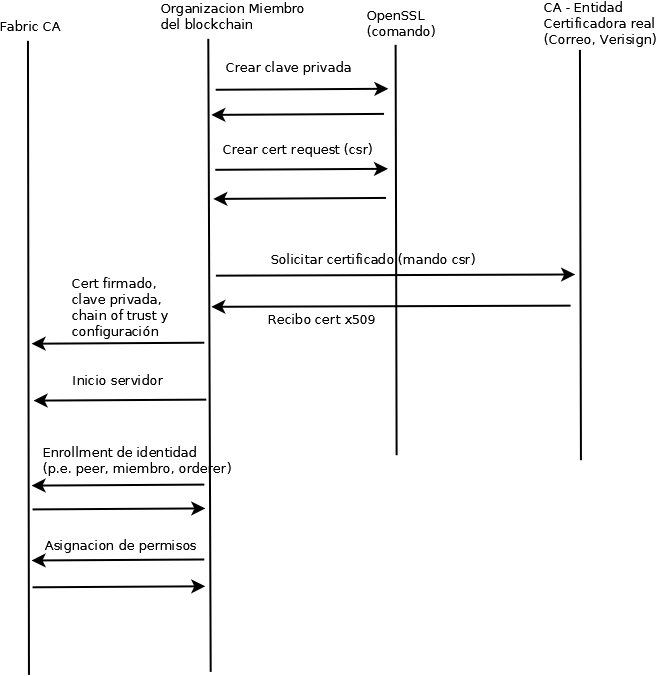 Fabric CA
Organizacion Miembro
del blockchain
OpenSSL
(comando)
CA - Entidad
Certificadora real
(Correo, Verisign)
Crear clave privada
Crear cert request (csr)
Solicitar certificado (mando csr)
Cert firmado,
clave privada,
chain of trust y
configuración
Recibo cert x509
Inicio servidor
Enrollment de identidad
(p.e. peer, miembro, orderer)
Asignacion de permisos